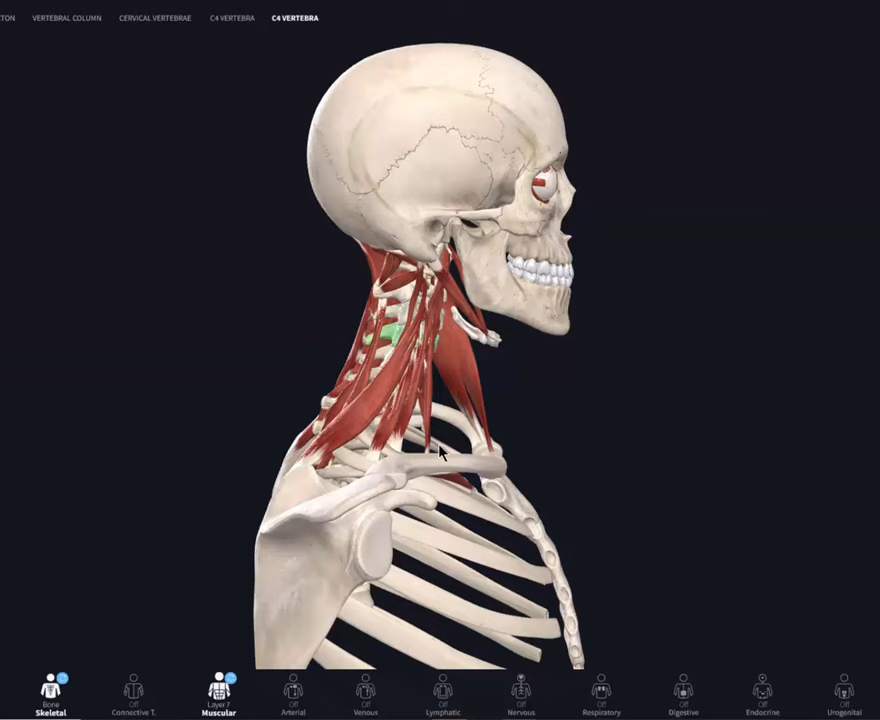 TON VERTEBRAL COLUMN CERVICAL VERTEBRAE C4 VERTEBRA C4 VERTEBRA
Bone Off Layer 7 Off Off Off Off Off Off Off Off
Skeletal Connective T. Muscular Arterial Venous Lymphatic Nervous Respiratory Digestive Endocrine Urogenital